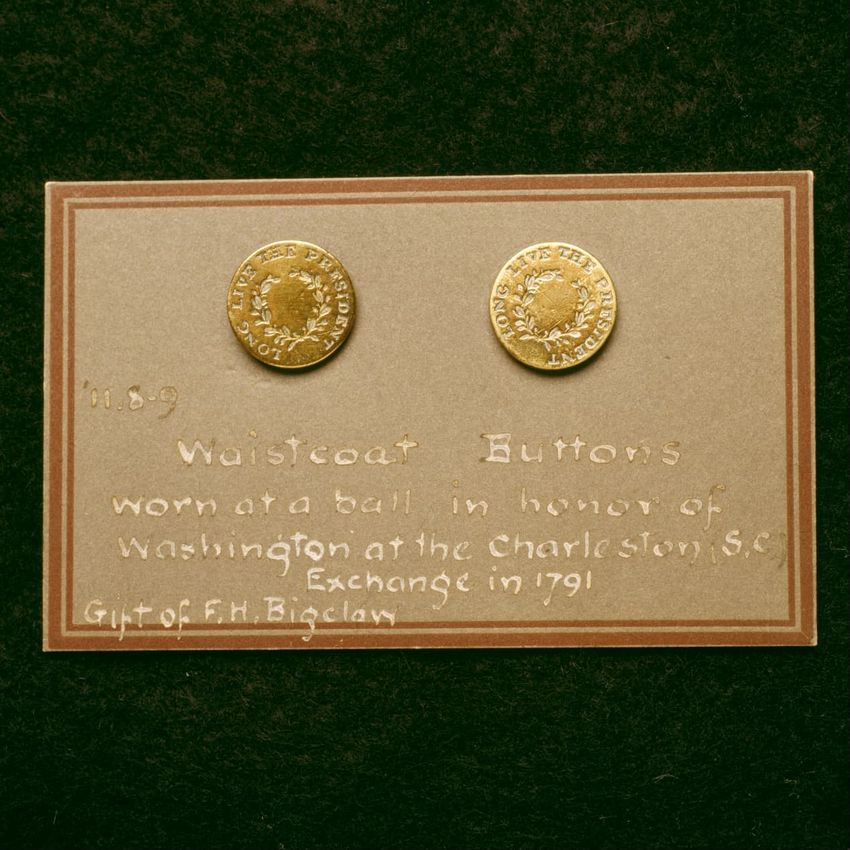 LONG LIVE THE PRESIDENT
LONG LIVE THE PRESIDENT
'11.8-9
Waistcoat Buttons
worn at a ball in honor of
Washington at the Charleston (S.C.)
Exchange in 1791
Gift of F.H. Bigelow